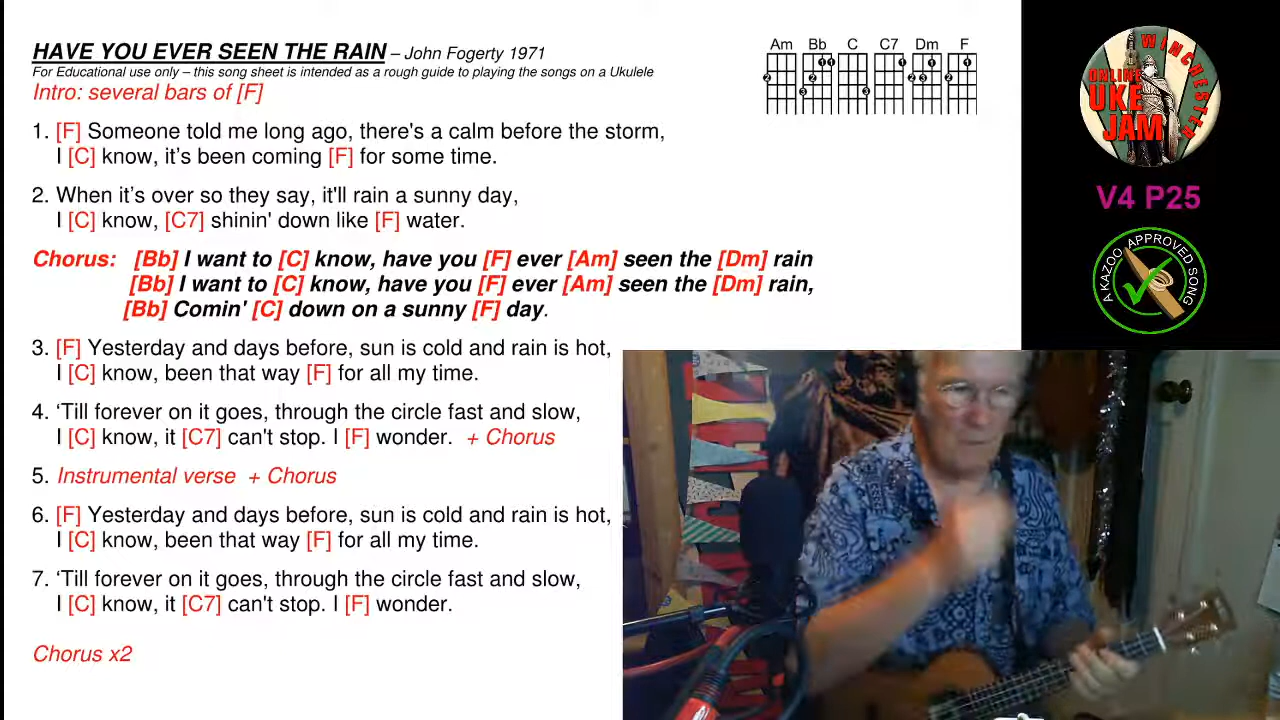 HAVE YOU EVER SEEN THE RAIN – John Fogerty 1971
For Educational use only – this song sheet is intended as a rough guide to playing the songs on a Ukulele
Intro: several bars of [F]
1. [F] Someone told me long ago, there's a calm before the storm,
I [C] know, it’s been coming [F] for some time.
2. When it’s over so they say, it'll rain a sunny day,
I [C] know, [C7] shinin' down like [F] water.
Chorus: [Bb] I want to [C] know, have you [F] ever [Am] seen the [Dm] rain
[Bb] I want to [C] know, have you [F] ever [Am] seen the [Dm] rain,
[Bb] Comin' [C] down on a sunny [F] day.
3. [F] Yesterday and days before, sun is cold and rain is hot,
I [C] know, been that way [F] for all my time.
4. ‘Till forever on it goes, through the circle fast and slow,
I [C] know, it [C7] can't stop. I [F] wonder. + Chorus
5. Instrumental verse + Chorus
6. [F] Yesterday and days before, sun is cold and rain is hot,
I [C] know, been that way [F] for all my time.
7. ‘Till forever on it goes, through the circle fast and slow,
I [C] know, it [C7] can't stop. I [F] wonder.
Chorus x2
Am Bb C C7 Dm F
WINCHESTER
ONLINE
UKE
JAM
V4 P25
A KAZOO APPROVED SONG